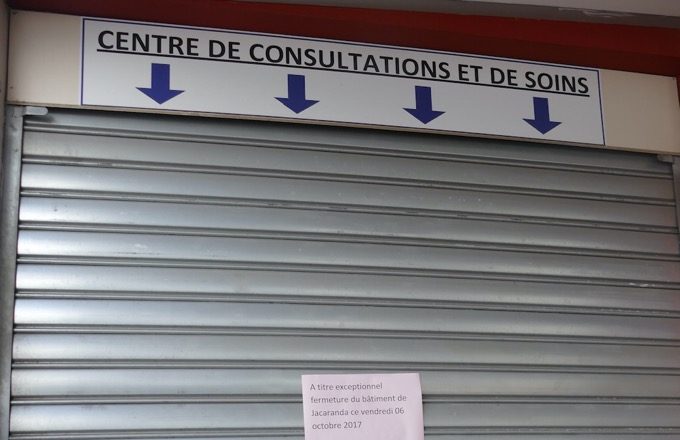 CENTRE DE CONSULTATIONS ET DE SOINS
A titre exceptionnel
fermeture du bâtiment de
Jacaranda ce vendredi 06
octobre 2017